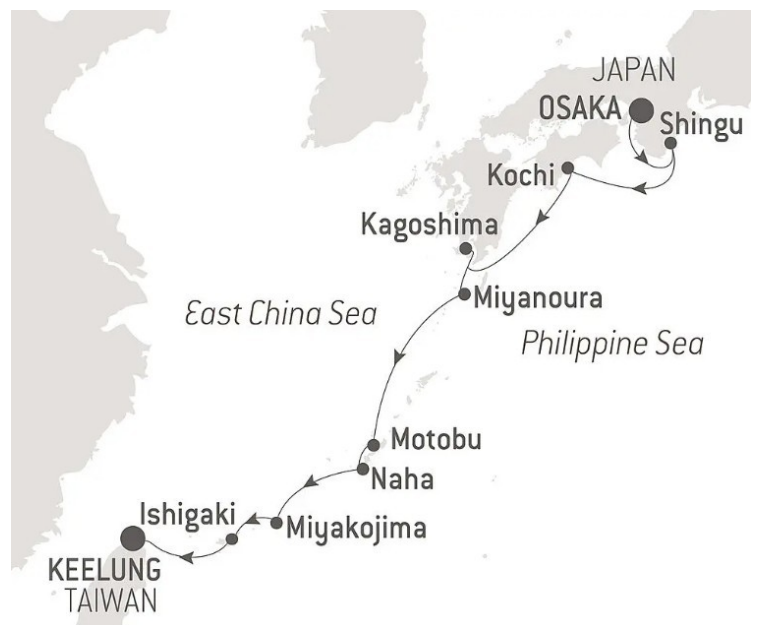 JAPAN
OSAKA
Shingu
Kochi
Kagoshima
Miyanoura
East China Sea
Philippine Sea
Motobu
Naha
Ishigaki
Miyakojima
KEELUNG
TAIWAN